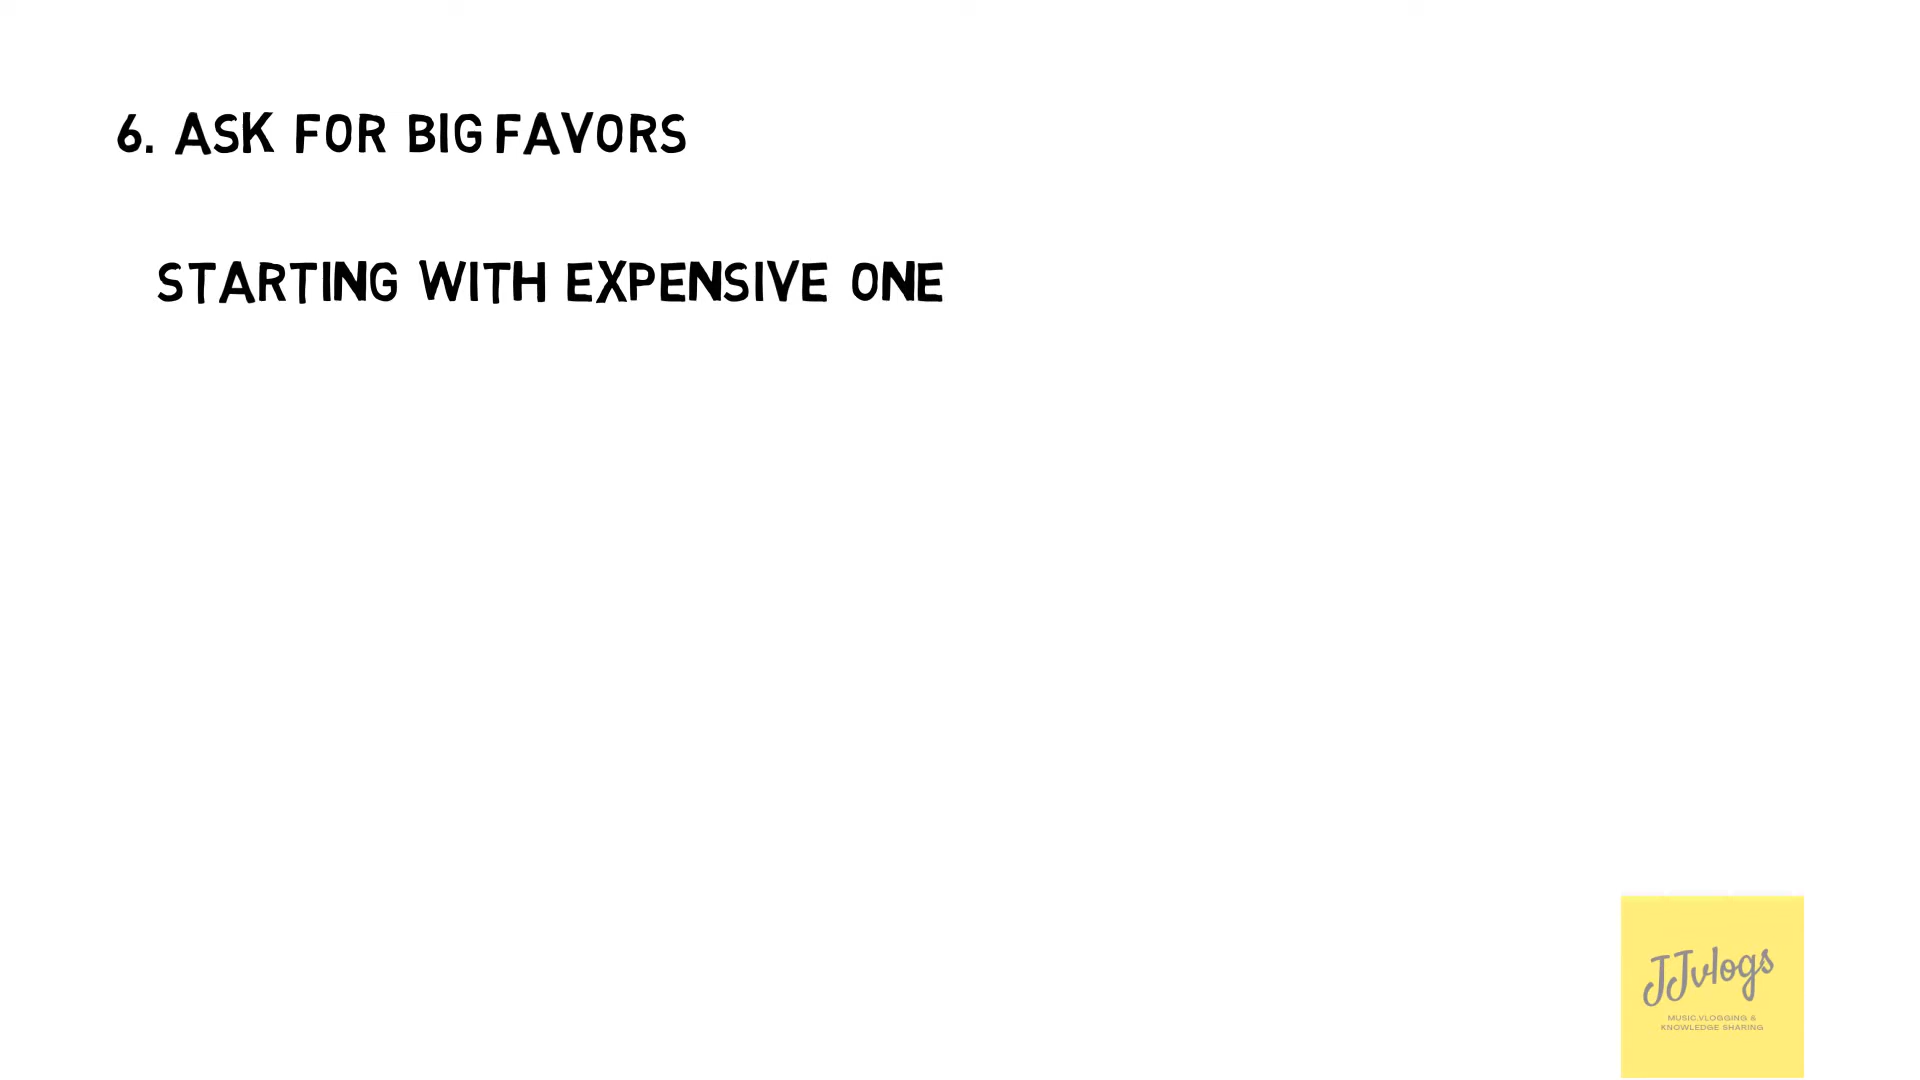 6. ASK FOR BIG FAVORS
STARTING WITH EXPENSIVE ONE
JJvlogs
MUSIC,VLOGGING &
KNOWLEDGE SHARING